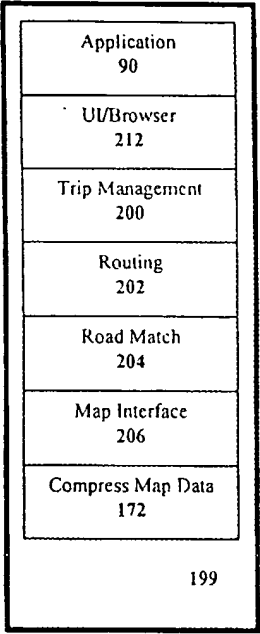 Application
90
UI/Browser
212
Trip Management
200
Routing
202
Road Match
204
Map Interface
206
Compress Map Data
172
199